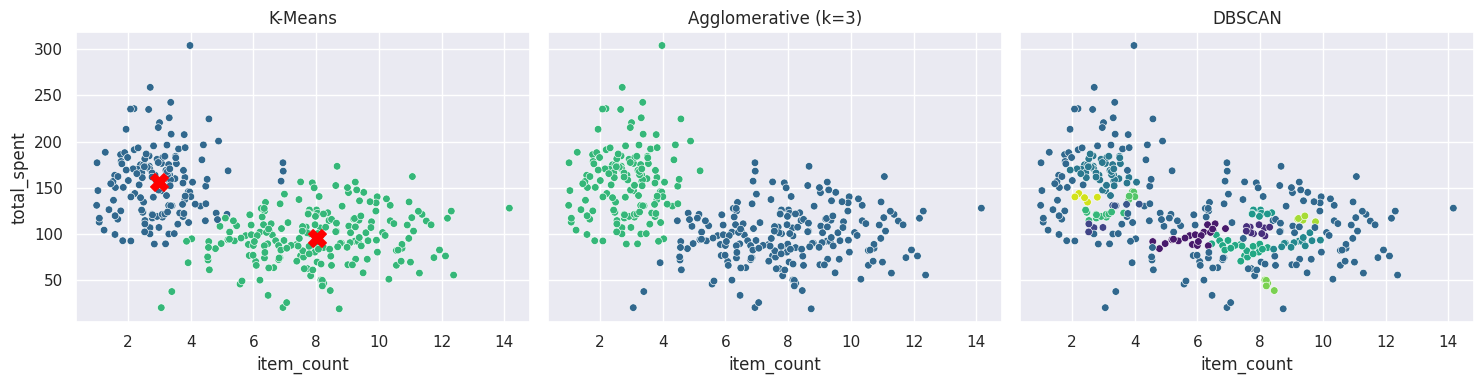 K-Means
Agglomerative (k=3)
DBSCAN
total_spent
300
250
200
150
100
50
2 4 6 8 10 12 14
2 4 6 8 10 12 14
2 4 6 8 10 12 14
item_count
item_count
item_count